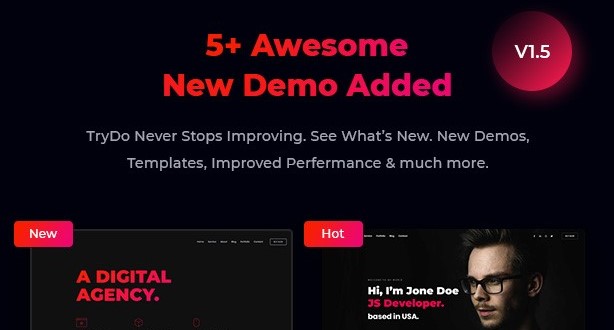 5+ Awesome
New Demo Added
V1.5
TryDo Never Stops Improving. See What's New. New Demos,
Templates, Improved Perfermance & much more.
New
Hot
A DIGITAL
AGENCY.
Hi, I'm Jone Doe
JS Developer.
based in USA.